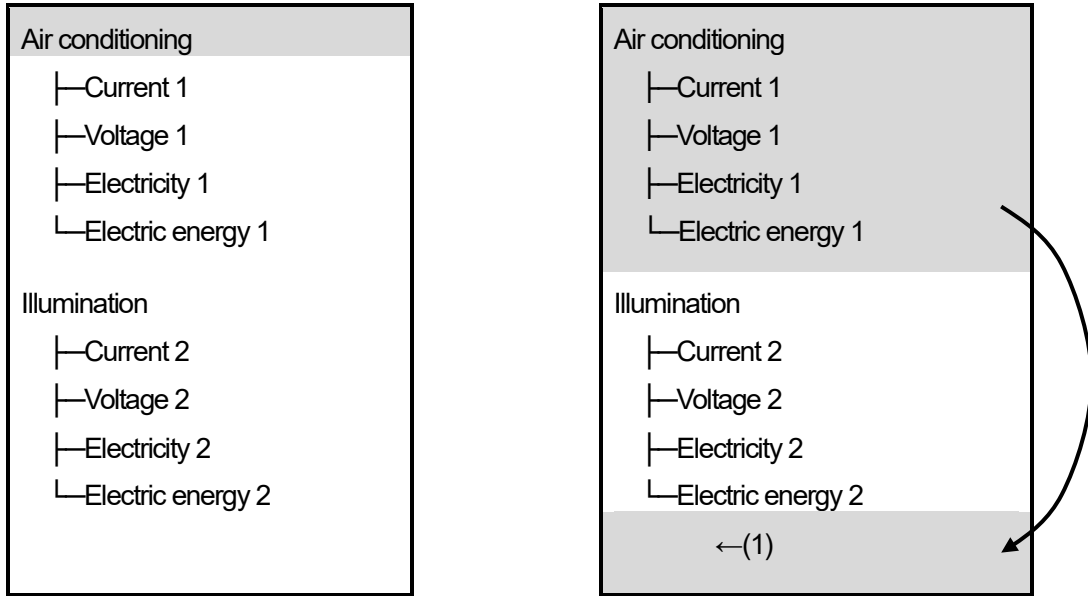 Air conditioning
├─Current 1
├─Voltage 1
├─Electricity 1
└─Electric energy 1
Illumination
├─Current 2
├─Voltage 2
├─Electricity 2
└─Electric energy 2
Air conditioning
├─Current 1
├─Voltage 1
├─Electricity 1
└─Electric energy 1
Illumination
├─Current 2
├─Voltage 2
├─Electricity 2
└─Electric energy 2
←(1)